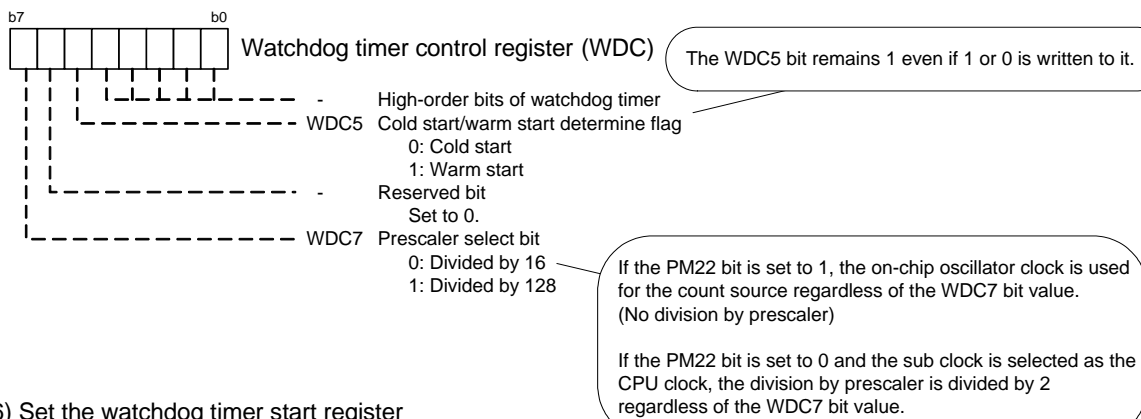 b7 b0
Watchdog timer control register (WDC)
The WDC5 bit remains 1 even if 1 or 0 is written to it.
- High-order bits of watchdog timer
WDC5 Cold start/warm start determine flag
0: Cold start
1: Warm start
- Reserved bit
Set to 0.
WDC7 Prescaler select bit
0: Divided by 16
1: Divided by 128
If the PM22 bit is set to 1, the on-chip oscillator clock is used
for the count source regardless of the WDC7 bit value.
(No division by prescaler)
If the PM22 bit is set to 0 and the sub clock is selected as the
CPU clock, the division by prescaler is divided by 2
regardless of the WDC7 bit value.
) Set the watchdog timer start register